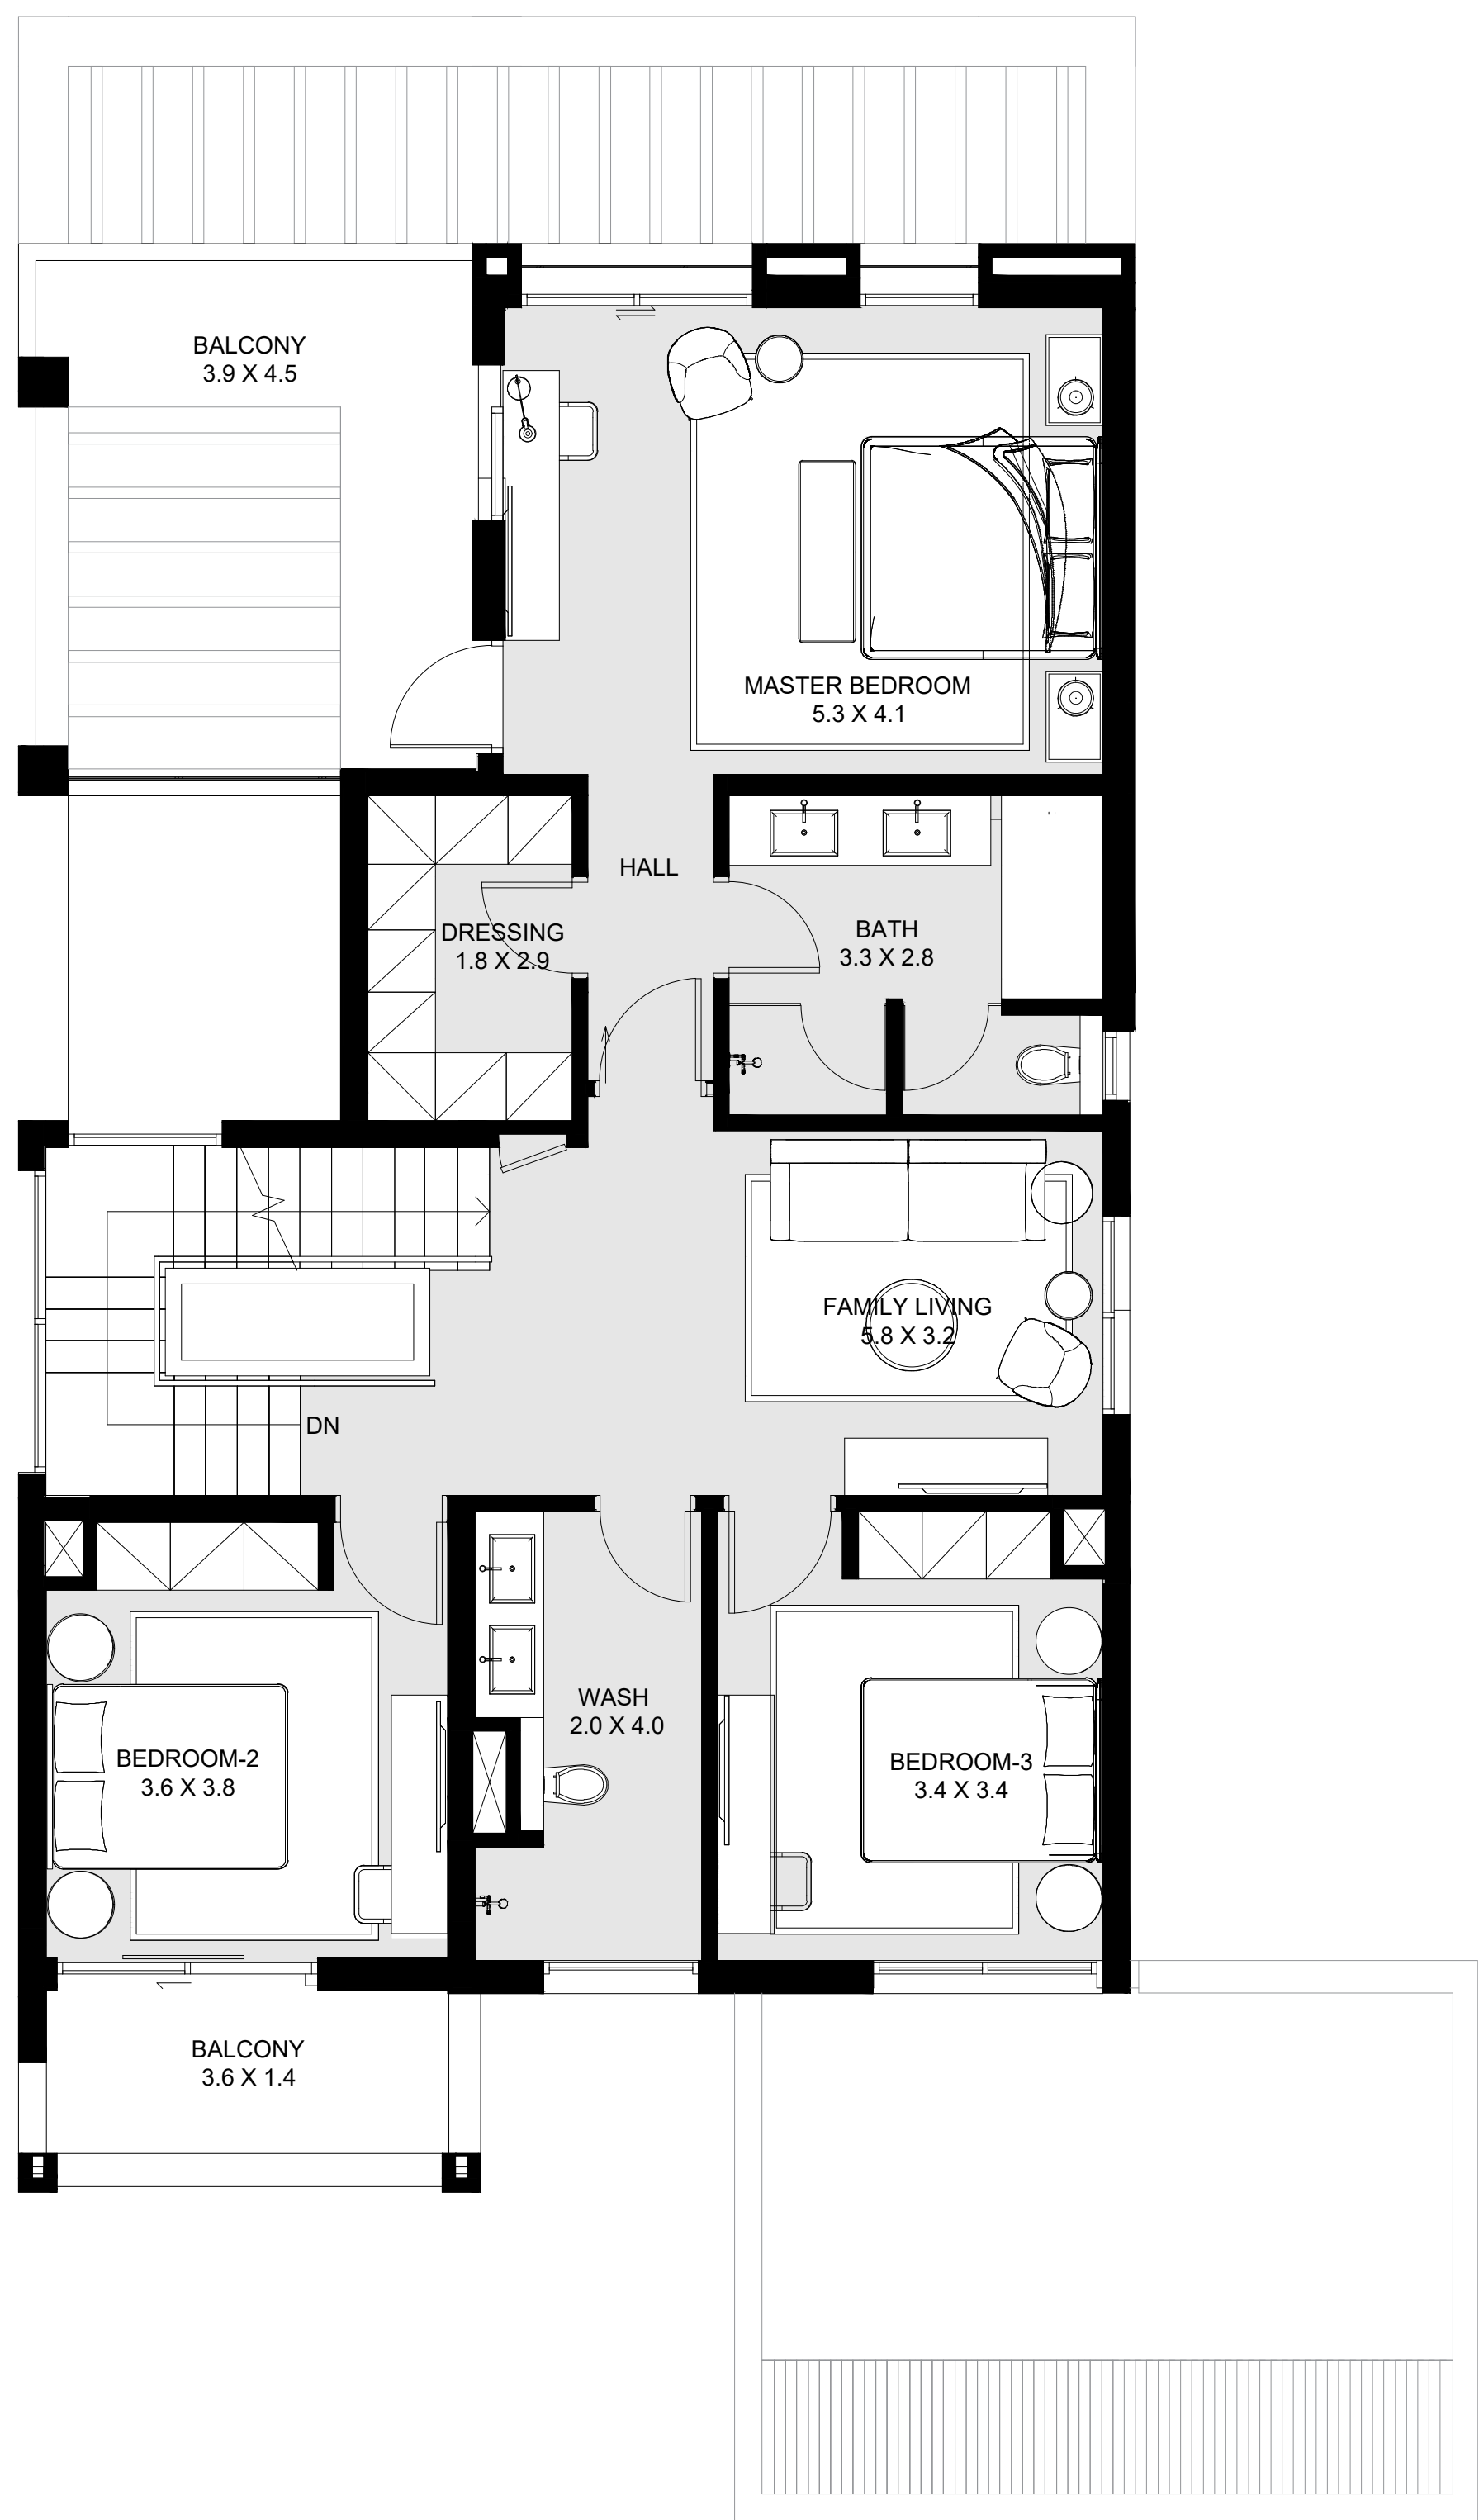 BALCONY
3.9 X 4.5
MASTER BEDROOM
5.3 X 4.1
HALL
DRESSING
1.8 X 2.9
BATH
3.3 X 2.8
FAMILY LIVING
5.8 X 3.2
DN
WASH
2.0 X 4.0
BEDROOM-2
3.6 X 3.8
BEDROOM-3
3.4 X 3.4
BALCONY
3.6 X 1.4